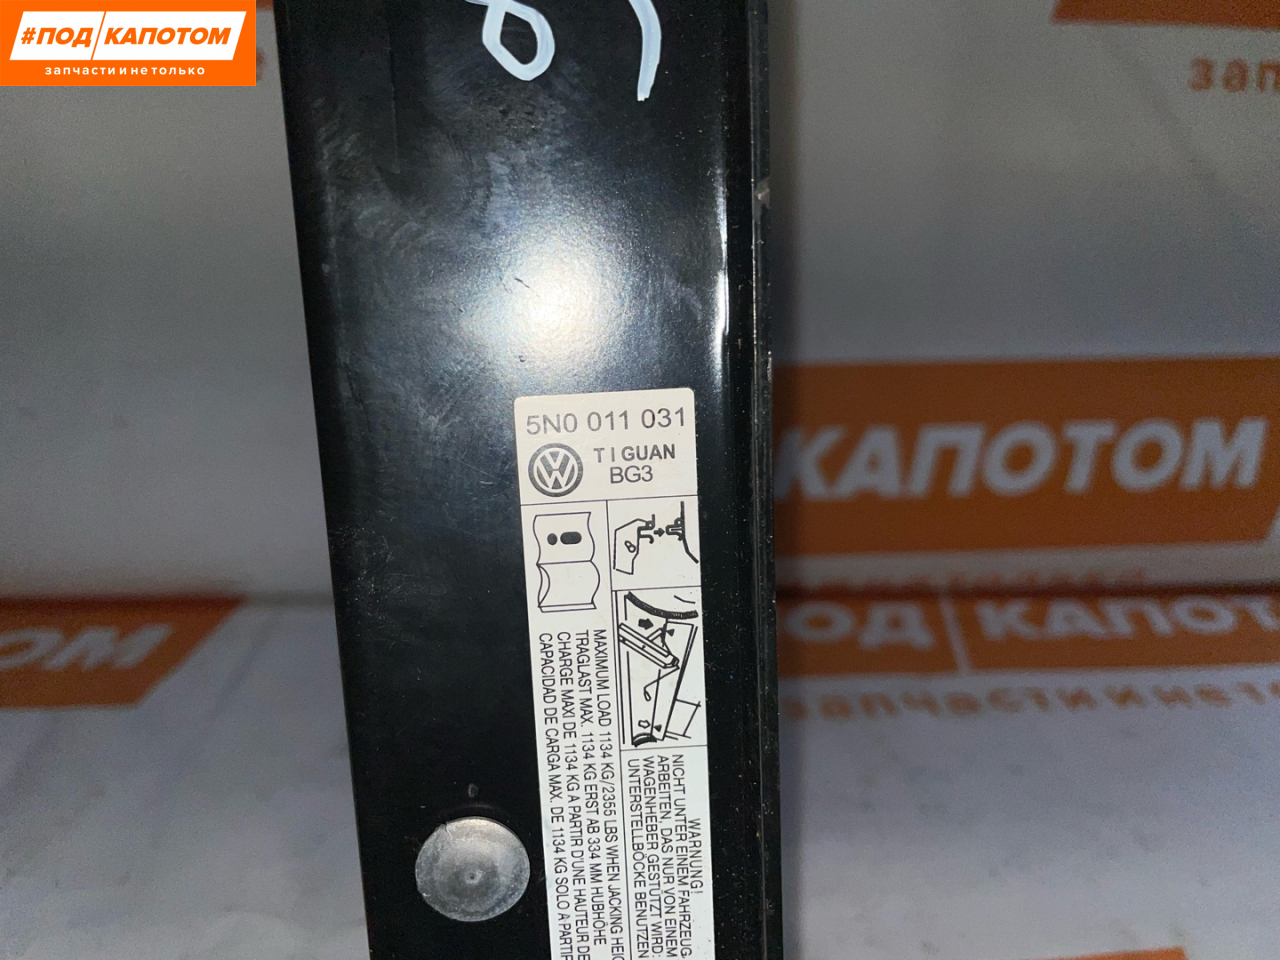 #ПОД КАПОТОМ
запчасти и не только
5N0 011 031
TIGUAN
BG3
MAXIMUM LOAD 1134 KG/2355 LBS WHEN JACKING
TRAGLAST MAX. 1134 KG ERST AB 334 MM HUBHÖHE
CHARGE MAXI DE 1134 KG A PARTIR D'UNE HAUTEUR DE
CAPACIDAD DE CARGA MAX. DE 1134 KG SOLO A PARTIR
WARNUNG!
NICHT UNTER EINEM FAHRZEUG
ARBEITEN, DAS NUR VON EINEM
WAGENHEBER GESTÜTZT WIRD:
UNTERSTELLBÖCKE BENUTZEN
КАПОТОМ
ПОД КАПОТОМ